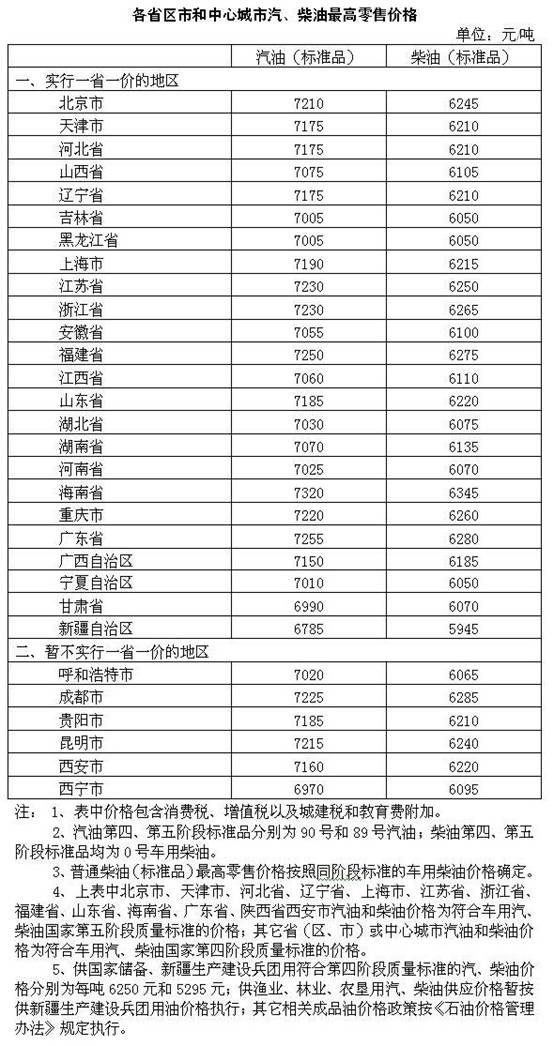 各省区市和中心城市汽、柴油最高零售价格
单位：元/吨
汽油（标准品） 柴油（标准品）
一、实行一省一价的地区
北京市 7210 6245
天津市 7175 6210
河北省 7175 6210
山西省 7075 6105
辽宁省 7175 6210
吉林省 7005 6050
黑龙江省 7005 6050
上海市 7190 6215
江苏省 7230 6250
浙江省 7230 6265
安徽省 7055 6100
福建省 7250 6275
江西省 7060 6110
山东省 7185 6220
湖北省 7030 6075
湖南省 7070 6135
河南省 7025 6070
海南省 7320 6345
重庆市 7220 6260
广东省 7255 6280
广西自治区 7150 6185
宁夏自治区 7010 6050
甘肃省 6990 6070
新疆自治区 6785 5945
二、暂不实行一省一价的地区
呼和浩特市 7020 6065
成都市 7225 6285
贵阳市 7185 6210
昆明市 7215 6240
西安市 7160 6220
西宁市 6970 6095
注： 1、表中价格包含消费税、增值税以及城建税和教育费附加。
2、汽油第四、第五阶段标准品分别为90号和89号汽油；柴油第四、第五
阶段标准品均为0号车用柴油。
3、普通柴油（标准品）最高零售价格按照同阶段标准的车用柴油价格确定。
4、上表中北京市、天津市、河北省、辽宁省、上海市、江苏省、浙江省、
福建省、山东省、海南省、广东省、陕西省西安市汽油和柴油价格为符合车用汽、
柴油国家第五阶段质量标准的价格；其它省（区、市）或中心城市汽油和柴油价
格为符合车用汽、柴油国家第四阶段质量标准的价格。
5、供国家储备、新疆生产建设兵团用符合第四阶段质量标准的汽、柴油价
格分别为每吨6250元和5295元；供渔业、林业、农垦用汽、柴油供应价格暂按
供新疆生产建设兵团用油价格执行；其它相关成品油价格政策按《石油价格管理
办法》规定执行。